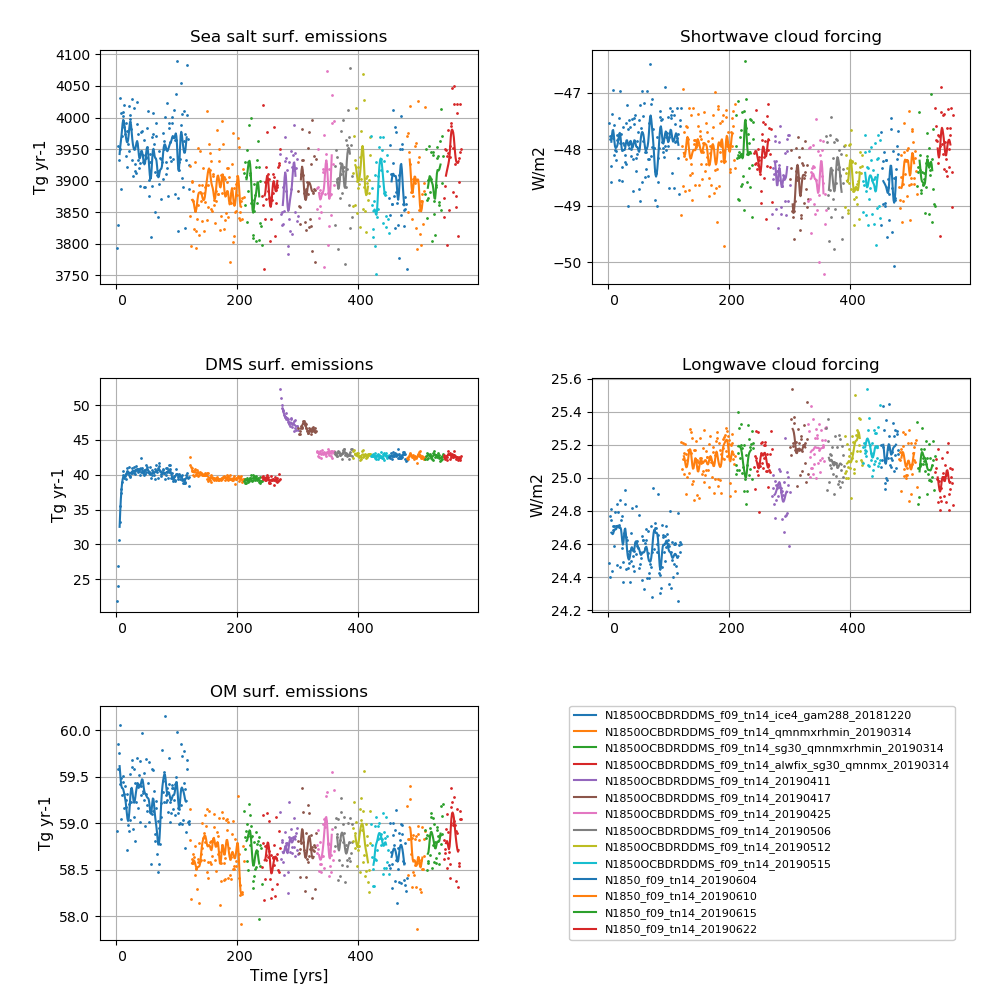 Sea salt surf. emissions
4100
4050
4000
3950
3900
3850
3800
3750
Tg yr-1
0 200 400
Shortwave cloud forcing
−47
−48
−49
−50
W/m2
0 200 400
DMS surf. emissions
50
45
40
35
30
25
Tg yr-1
0 200 400
Longwave cloud forcing
25.6
25.4
25.2
25.0
24.8
24.6
24.4
24.2
W/m2
0 200 400
OM surf. emissions
60.0
59.5
59.0
58.5
58.0
Tg yr-1
0 200 400
Time [yrs]
N1850OCBDRDDMS_f09_tn14_ice4_gam288_20181220
N1850OCBDRDDMS_f09_tn14_qmnmxrhmin_20190314
N1850OCBDRDDMS_f09_tn14_sg30_qmnmxrhmin_20190314
N1850OCBDRDDMS_f09_tn14_alwfix_sg30_qmnmx_20190314
N1850OCBDRDDMS_f09_tn14_20190411
N1850OCBDRDDMS_f09_tn14_20190417
N1850OCBDRDDMS_f09_tn14_20190425
N1850OCBDRDDMS_f09_tn14_20190506
N1850OCBDRDDMS_f09_tn14_20190512
N1850OCBDRDDMS_f09_tn14_20190515
N1850_f09_tn14_20190604
N1850_f09_tn14_20190610
N1850_f09_tn14_20190615
N1850_f09_tn14_20190622